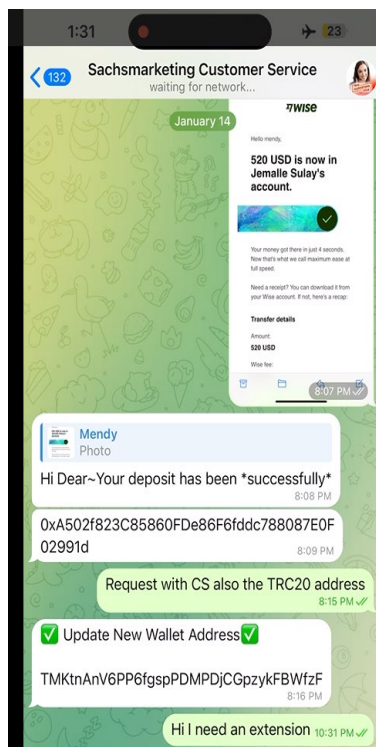 1:31
23
132
Sachsmarketing Customer Service
waiting for network...
January 14
wise
Hello mendy,
520 USD is now in
Jemalle Sulay's
account.
Your money got there in just 4 seconds.
Now that's what we call maximum ease at
full speed.
Need a receipt? You can download it from
your Wise account. If not, here's a recap:
Transfer details
Amount
520 USD
Wise fee:
8:07 PM
Mendy
Photo
Hi Dear~Your deposit has been *successfully*
8:08 PM
0xA502f823C85860FDe86F6fddc788087E0F
02991d
8:09 PM
Request with CS also the TRC20 address
8:15 PM
✅ Update New Wallet Address✅
TMKtnAnV6PP6fgspPDMPDjCGpzykFBWfzF
8:16 PM
Hi I need an extension 10:31 PM